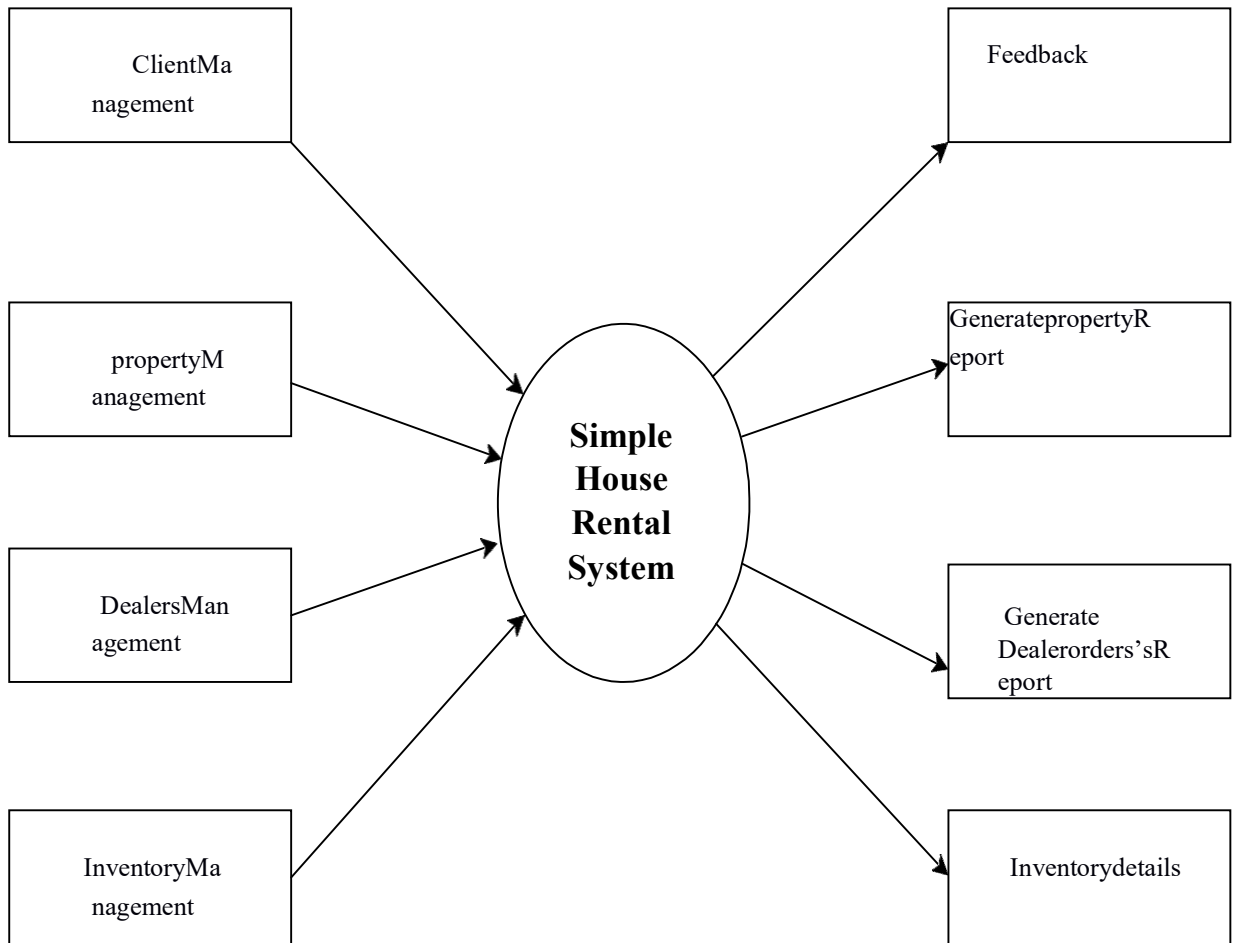 ClientMa
nagement
Feedback
propertyM
anagement
GeneratepropertyR
eport
Simple
House
Rental
System
DealersMan
agement
Generate
Dealerorders’sR
eport
InventoryMa
nagement
Inventorydetails